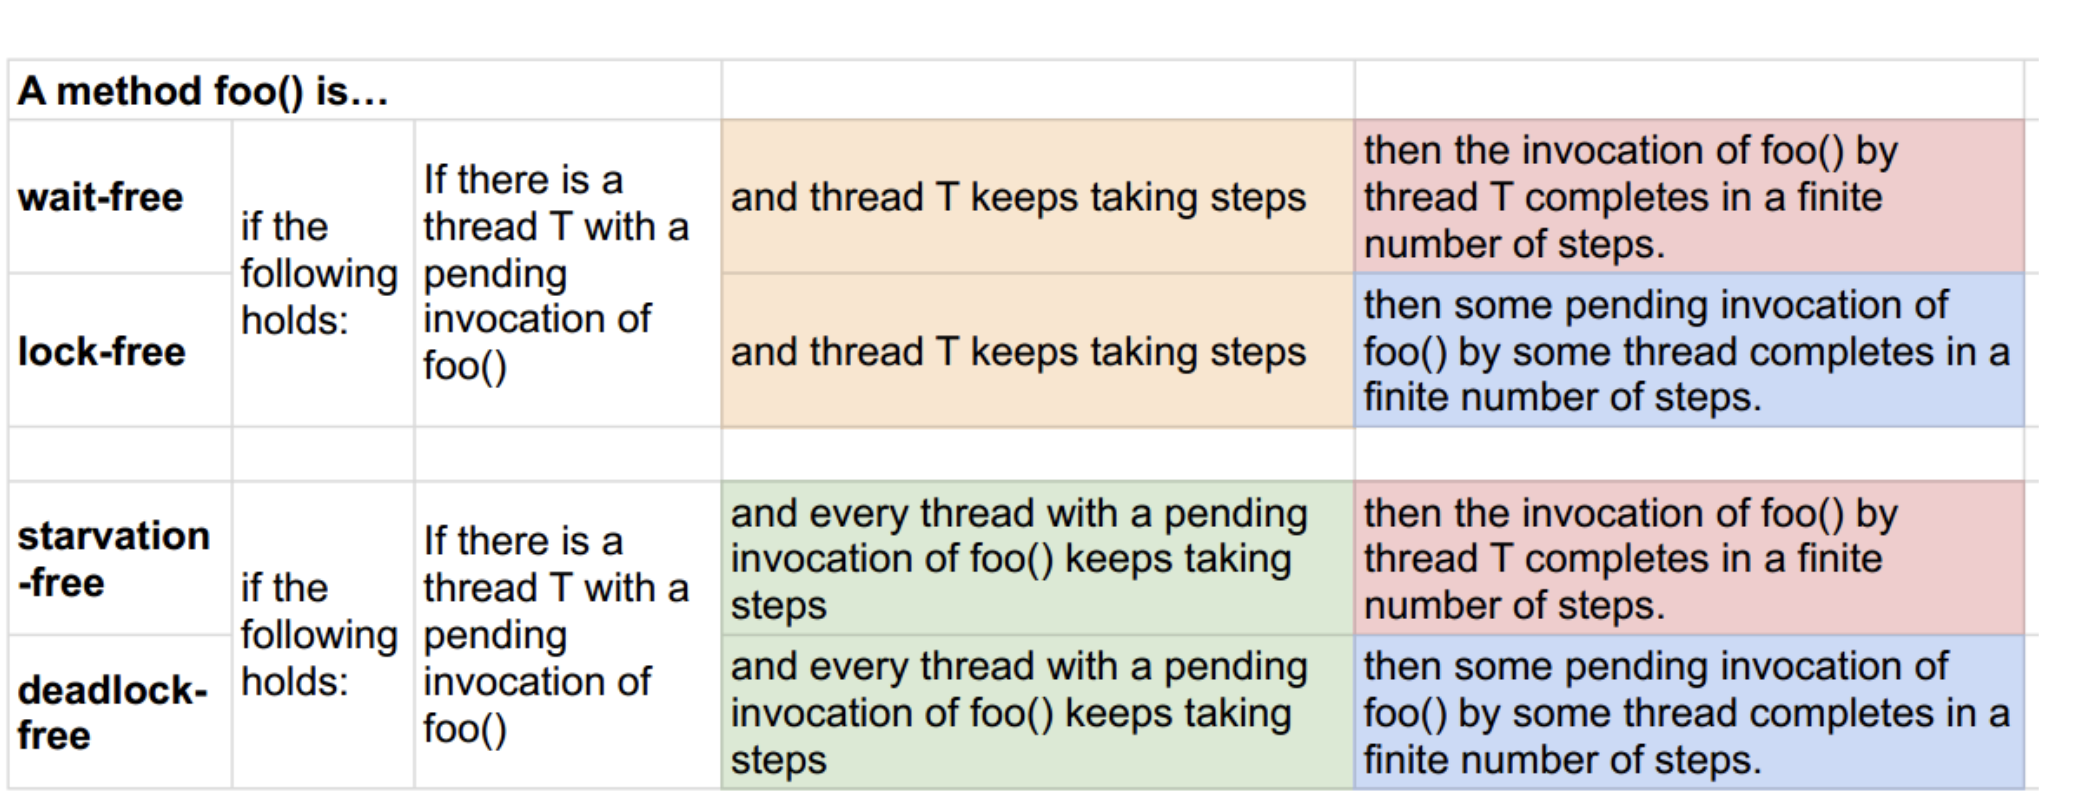 A method foo() is...
wait-free
if the
following
holds:
If there is a
thread T with a
pending
invocation of
foo()
and thread T keeps taking steps
then the invocation of foo() by
thread T completes in a finite
number of steps.
lock-free
and thread T keeps taking steps
then some pending invocation of
foo() by some thread completes in a
finite number of steps.
starvation
-free
if the
following
holds:
If there is a
thread T with a
pending
invocation of
foo()
and every thread with a pending
invocation of foo() keeps taking
steps
then the invocation of foo() by
thread T completes in a finite
number of steps.
deadlock-
free
and every thread with a pending
invocation of foo() keeps taking
steps
then some pending invocation of
foo() by some thread completes in a
finite number of steps.